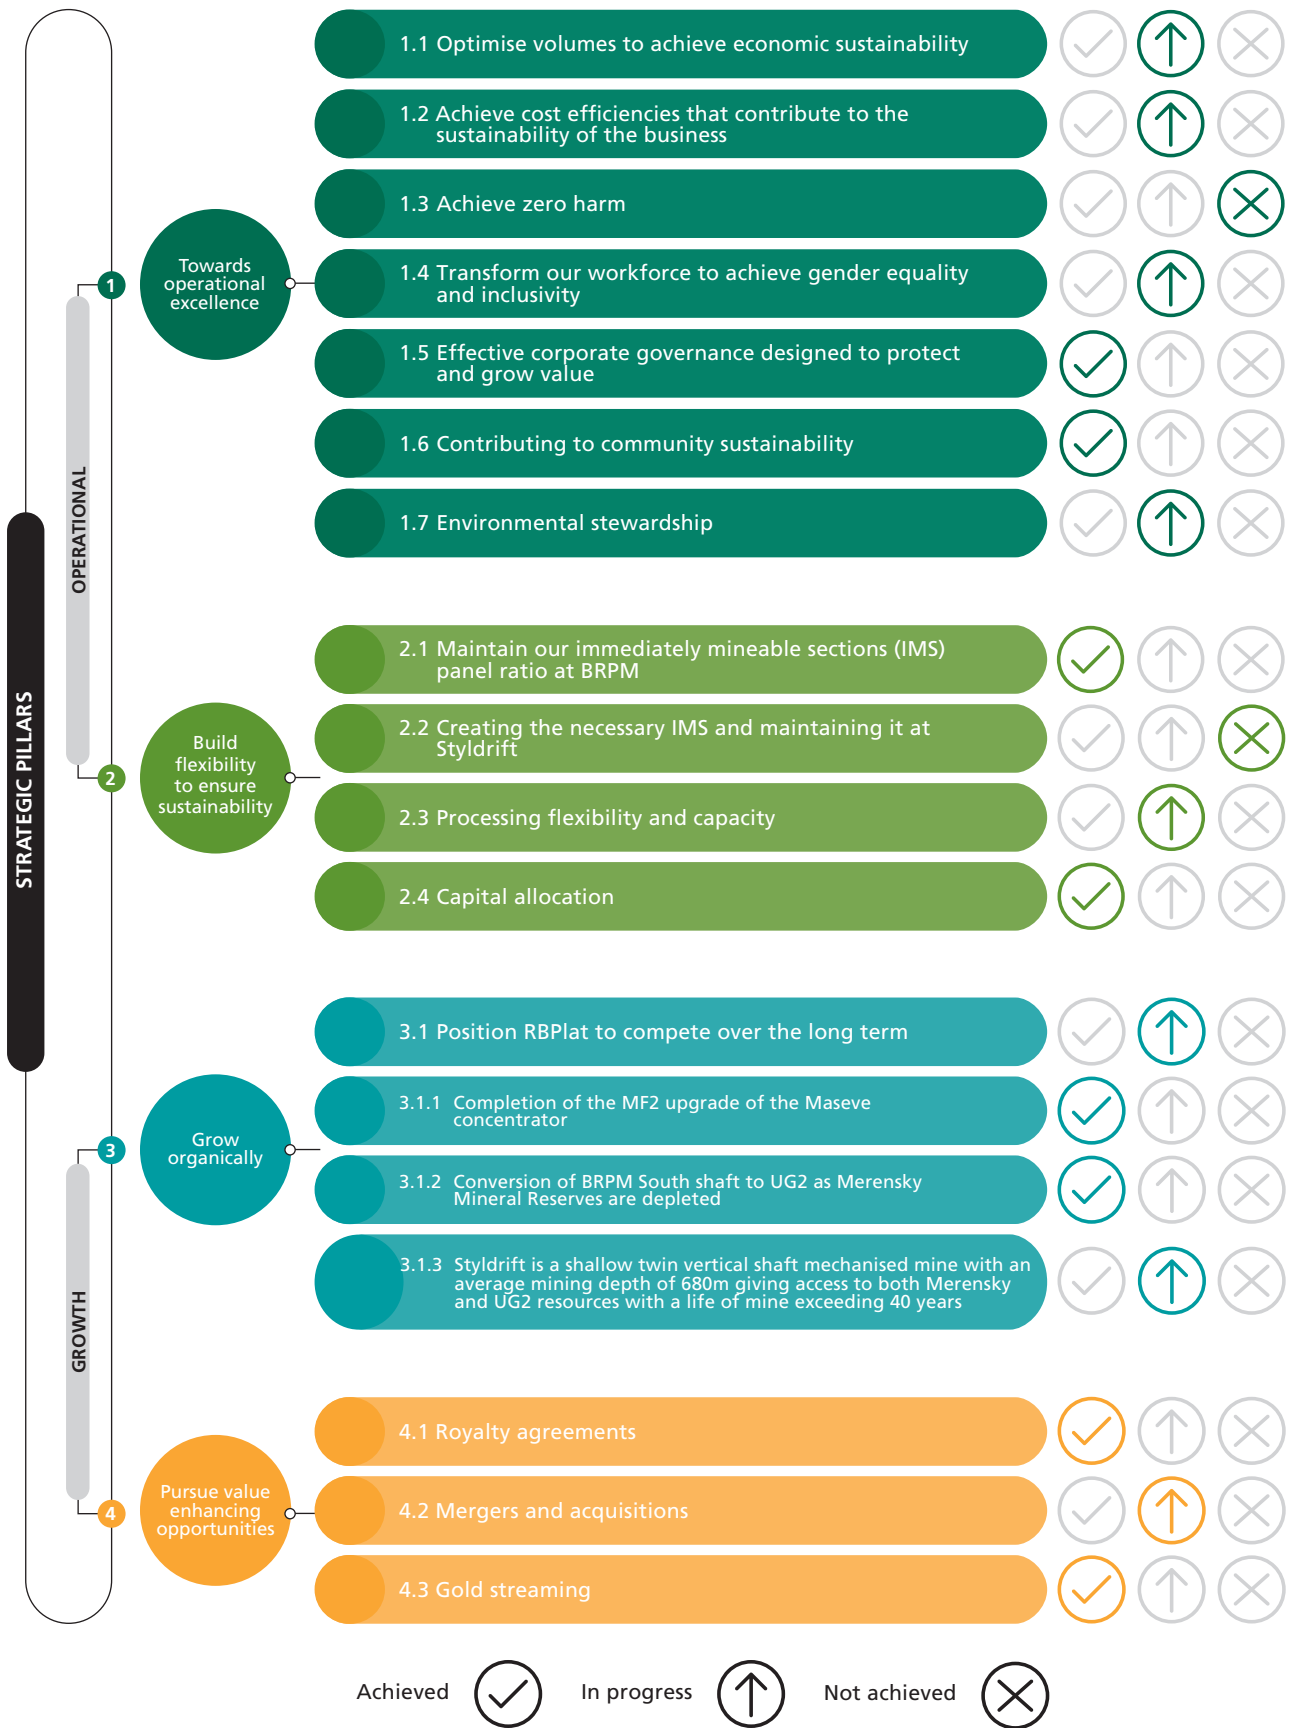 STRATEGIC PILLARS
OPERATIONAL
1
Towards
operational
excellence
1.1 Optimise volumes to achieve economic sustainability
1.2 Achieve cost efficiencies that contribute to the
sustainability of the business
1.3 Achieve zero harm
1.4 Transform our workforce to achieve gender equality
and inclusivity
1.5 Effective corporate governance designed to protect
and grow value
1.6 Contributing to community sustainability
1.7 Environmental stewardship
2
Build
flexibility
to ensure
sustainability
2.1 Maintain our immediately mineable sections (IMS)
panel ratio at BRPM
2.2 Creating the necessary IMS and maintaining it at
Styldrift
2.3 Processing flexibility and capacity
2.4 Capital allocation
GROWTH
3
Grow
organically
3.1 Position RBPlat to compete over the long term
3.1.1 Completion of the MF2 upgrade of the Maseve
concentrator
3.1.2 Conversion of BRPM South shaft to UG2 as Merensky
Mineral Reserves are depleted
3.1.3 Styldrift is a shallow twin vertical shaft mechanised mine with an
average mining depth of 680m giving access to both Merensky
and UG2 resources with a life of mine exceeding 40 years
4
Pursue value
enhancing
opportunities
4.1 Royalty agreements
4.2 Mergers and acquisitions
4.3 Gold streaming
Achieved
In progress
Not achieved